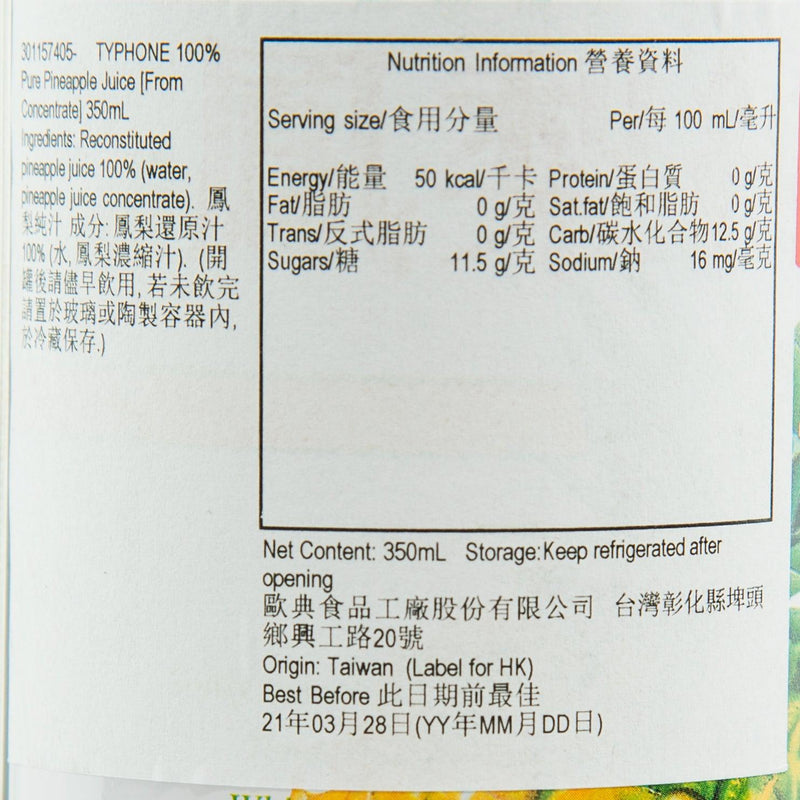 301157405- TYPHONE 100%
Pure Pineapple Juice [From
Concentrate] 350mL
Ingredients: Reconstituted
pineapple juice 100% (water,
pineapple juice concentrate). 鳳
梨純汁 成分: 鳳梨還原汁
100% (水, 鳳梨濃縮汁). (開
罐後請儘早飲用, 若未飲完
請置於玻璃或陶製容器內,
於冷藏保存.)
Nutrition Information 營養資料
Serving size/食用分量 Per/每 100 mL/毫升
Energy/能量 50 kcal/千卡 Protein/蛋白質 0 g/克
Fat/脂肪 0 g/克 Sat.fat/飽和脂肪 0 g/克
Trans/反式脂肪 0 g/克 Carb/碳水化合物 12.5 g/克
Sugars/糖 11.5 g/克 Sodium/鈉 16 mg/毫克
Net Content: 350mL Storage:Keep refrigerated after
opening
歐典食品工廠股份有限公司 台灣彰化縣埤頭
鄉興工路20號
Origin: Taiwan (Label for HK)
Best Before 此日期前最佳
21年03月28日(YY年MM月DD日)